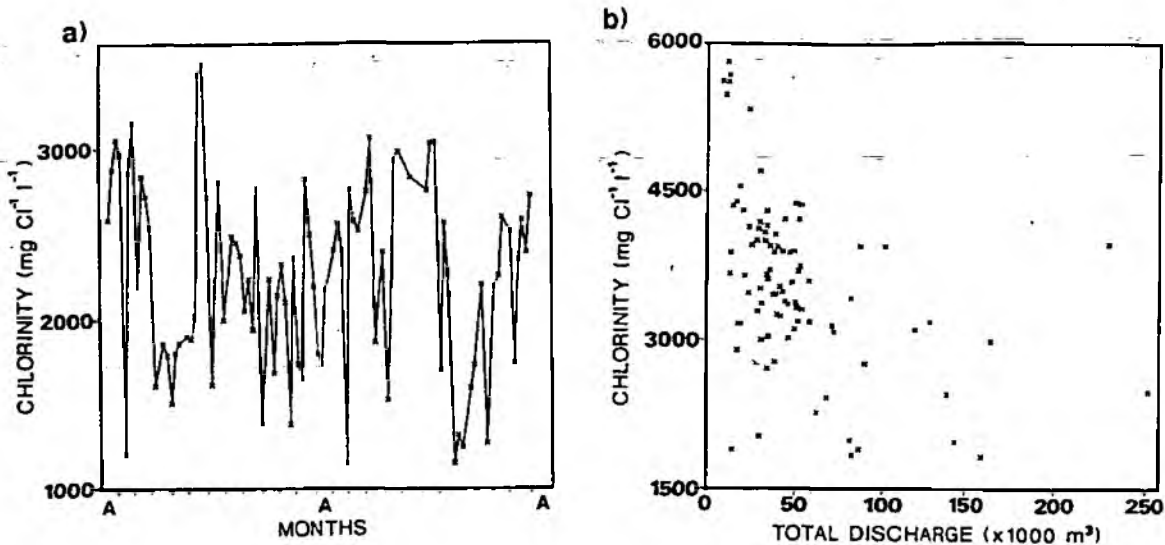 a)
CHLORINITY (mg Cl⁻¹ l⁻¹)
3000
2000
1000
A
A
A
MONTHS
b)
CHLORINITY (mg Cl⁻¹ l⁻¹)
6000
4500
3000
1500
0
50
100
150
200
250
TOTAL DISCHARGE (x1000 m³)